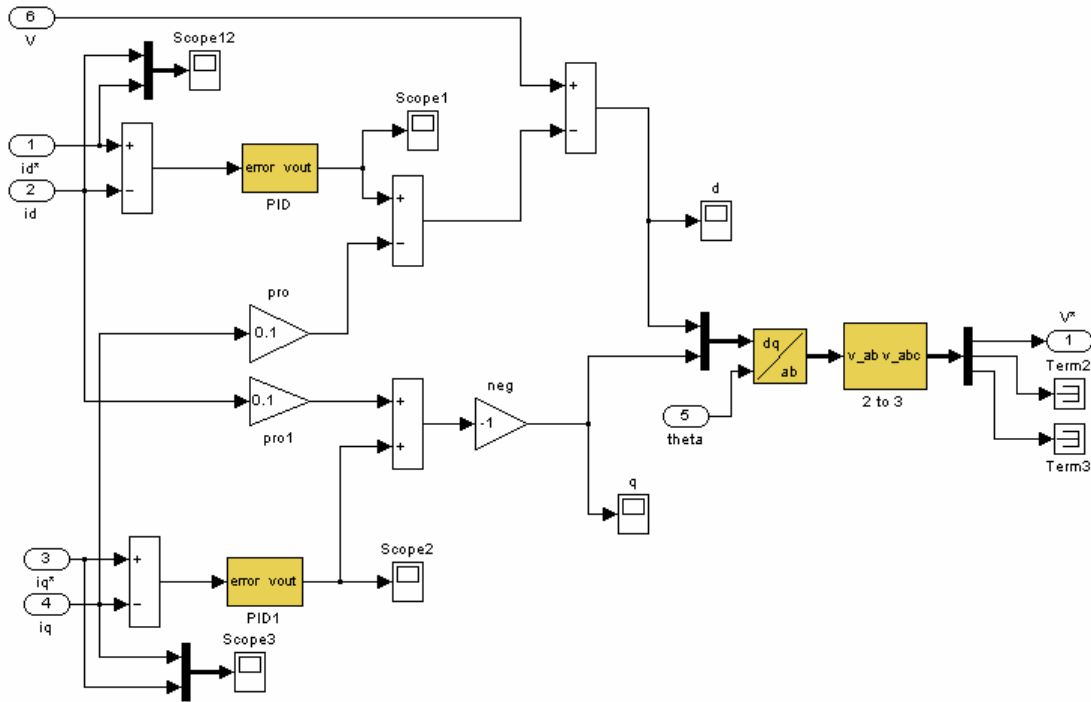 6
V
Scope12
Scope1
1
id*
+
−
error vout
PID
2
id
+
−
+
−
d
pro
0.1
0.1
pro1
+
+
neg
-1
dq
ab
v_ab v_abc
2 to 3
V*
1
Term2
Term3
5
theta
q
3
iq*
+
−
error vout
PID1
Scope2
4
iq
Scope3